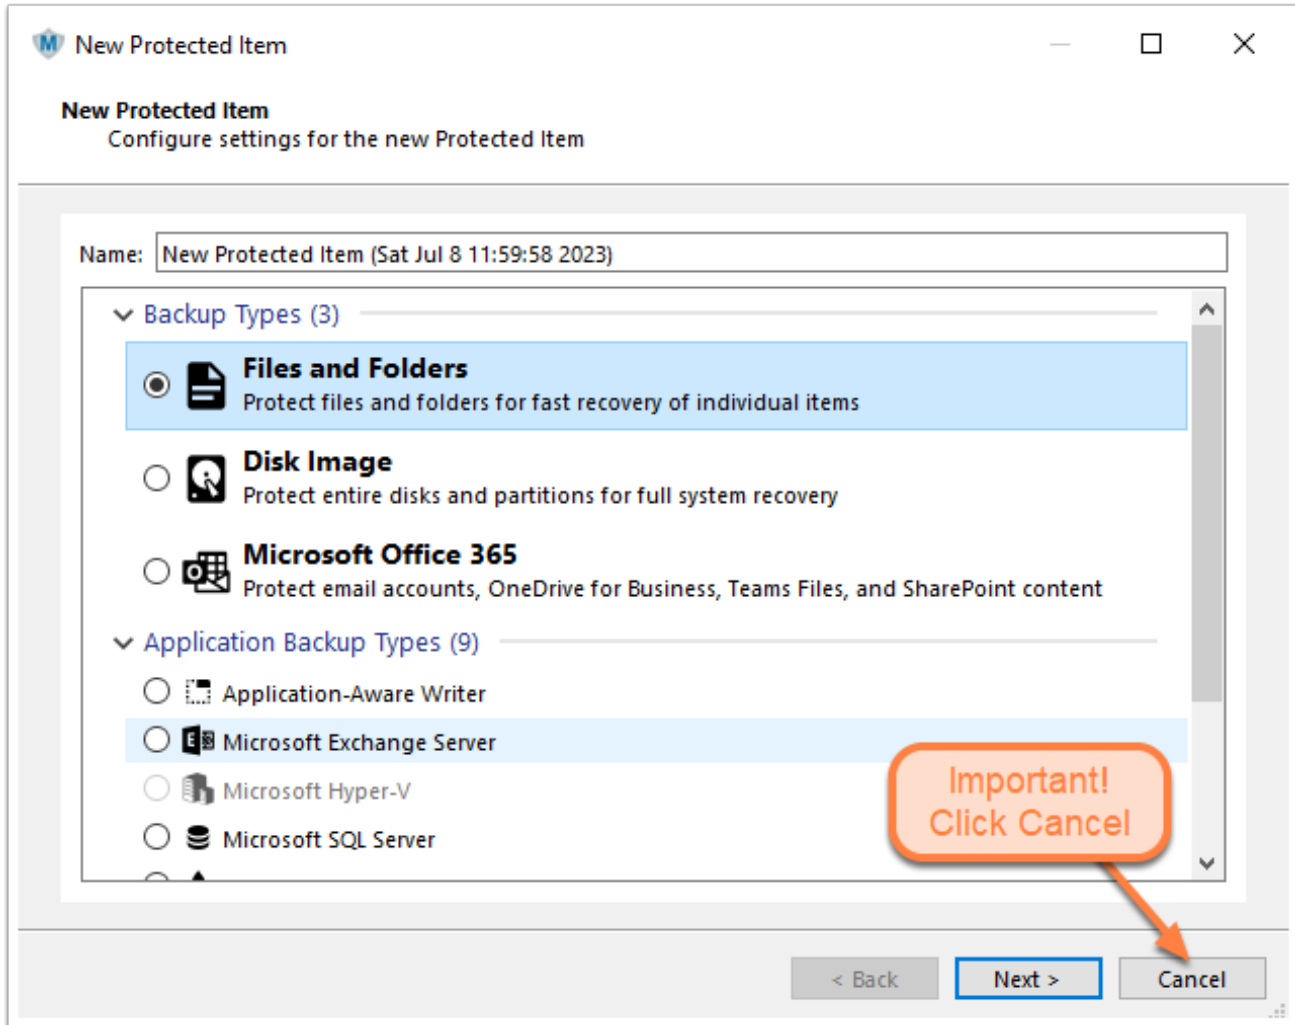 New Protected Item
New Protected Item
Configure settings for the new Protected Item
Name: New Protected Item (Sat Jul 8 11:59:58 2023)
Backup Types (3)
Files and Folders
Protect files and folders for fast recovery of individual items
Disk Image
Protect entire disks and partitions for full system recovery
Microsoft Office 365
Protect email accounts, OneDrive for Business, Teams Files, and SharePoint content
Application Backup Types (9)
Application-Aware Writer
Microsoft Exchange Server
Microsoft Hyper-V
Microsoft SQL Server
Important!
Click Cancel
< Back Next > Cancel